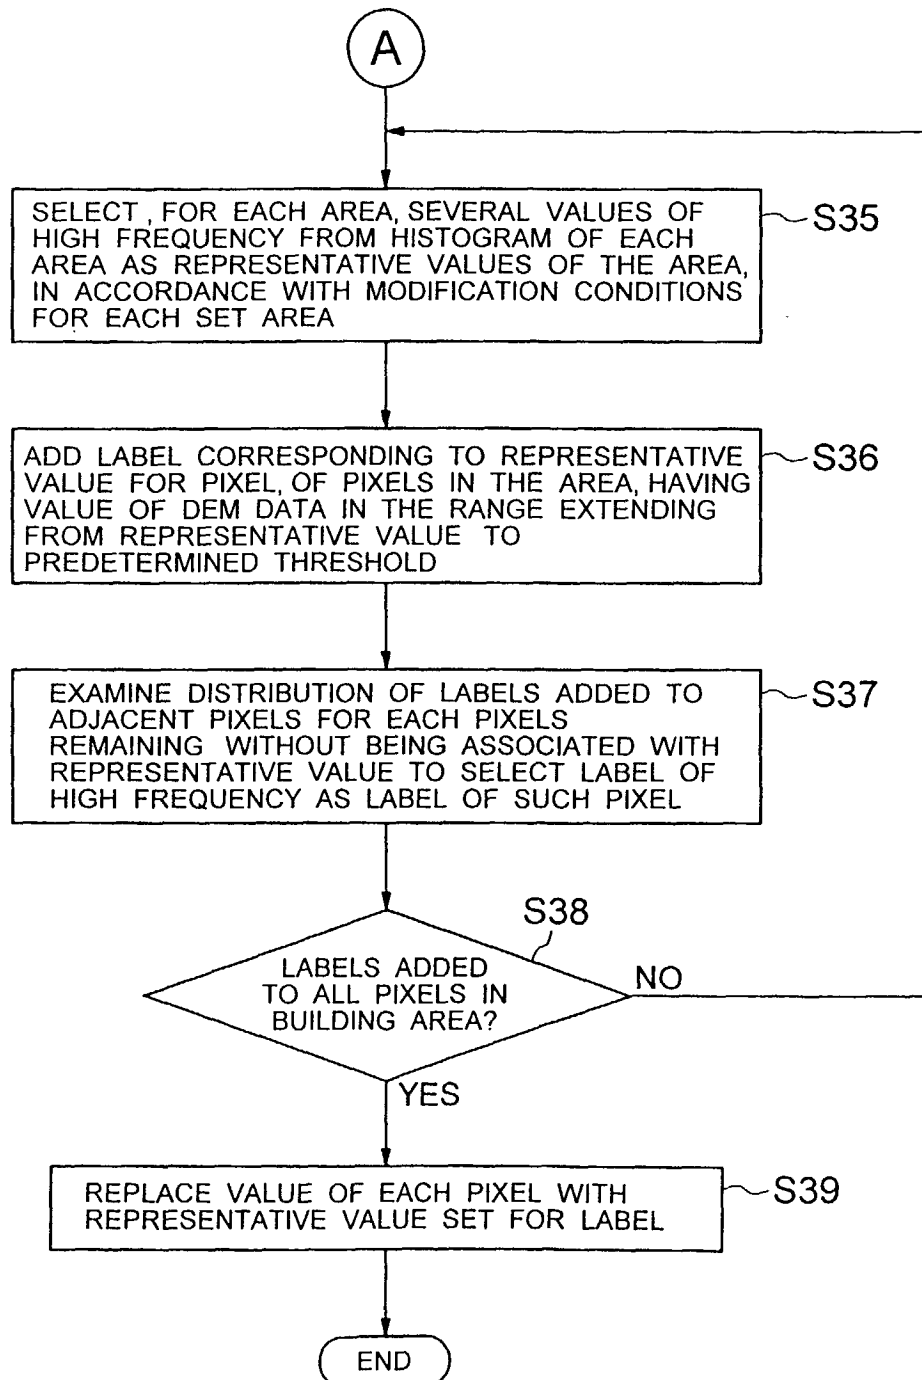 A
SELECT, FOR EACH AREA, SEVERAL VALUES OF
HIGH FREQUENCY FROM HISTOGRAM OF EACH
AREA AS REPRESENTATIVE VALUES OF THE AREA,
IN ACCORDANCE WITH MODIFICATION CONDITIONS
FOR EACH SET AREA
S35
ADD LABEL CORRESPONDING TO REPRESENTATIVE
VALUE FOR PIXEL, OF PIXELS IN THE AREA, HAVING
VALUE OF DEM DATA IN THE RANGE EXTENDING
FROM REPRESENTATIVE VALUE TO
PREDETERMINED THRESHOLD
S36
EXAMINE DISTRIBUTION OF LABELS ADDED TO
ADJACENT PIXELS FOR EACH PIXELS
REMAINING WITHOUT BEING ASSOCIATED WITH
REPRESENTATIVE VALUE TO SELECT LABEL OF
HIGH FREQUENCY AS LABEL OF SUCH PIXEL
S37
S38
LABELS ADDED
TO ALL PIXELS IN
BUILDING AREA?
NO
YES
REPLACE VALUE OF EACH PIXEL WITH
REPRESENTATIVE VALUE SET FOR LABEL
S39
END